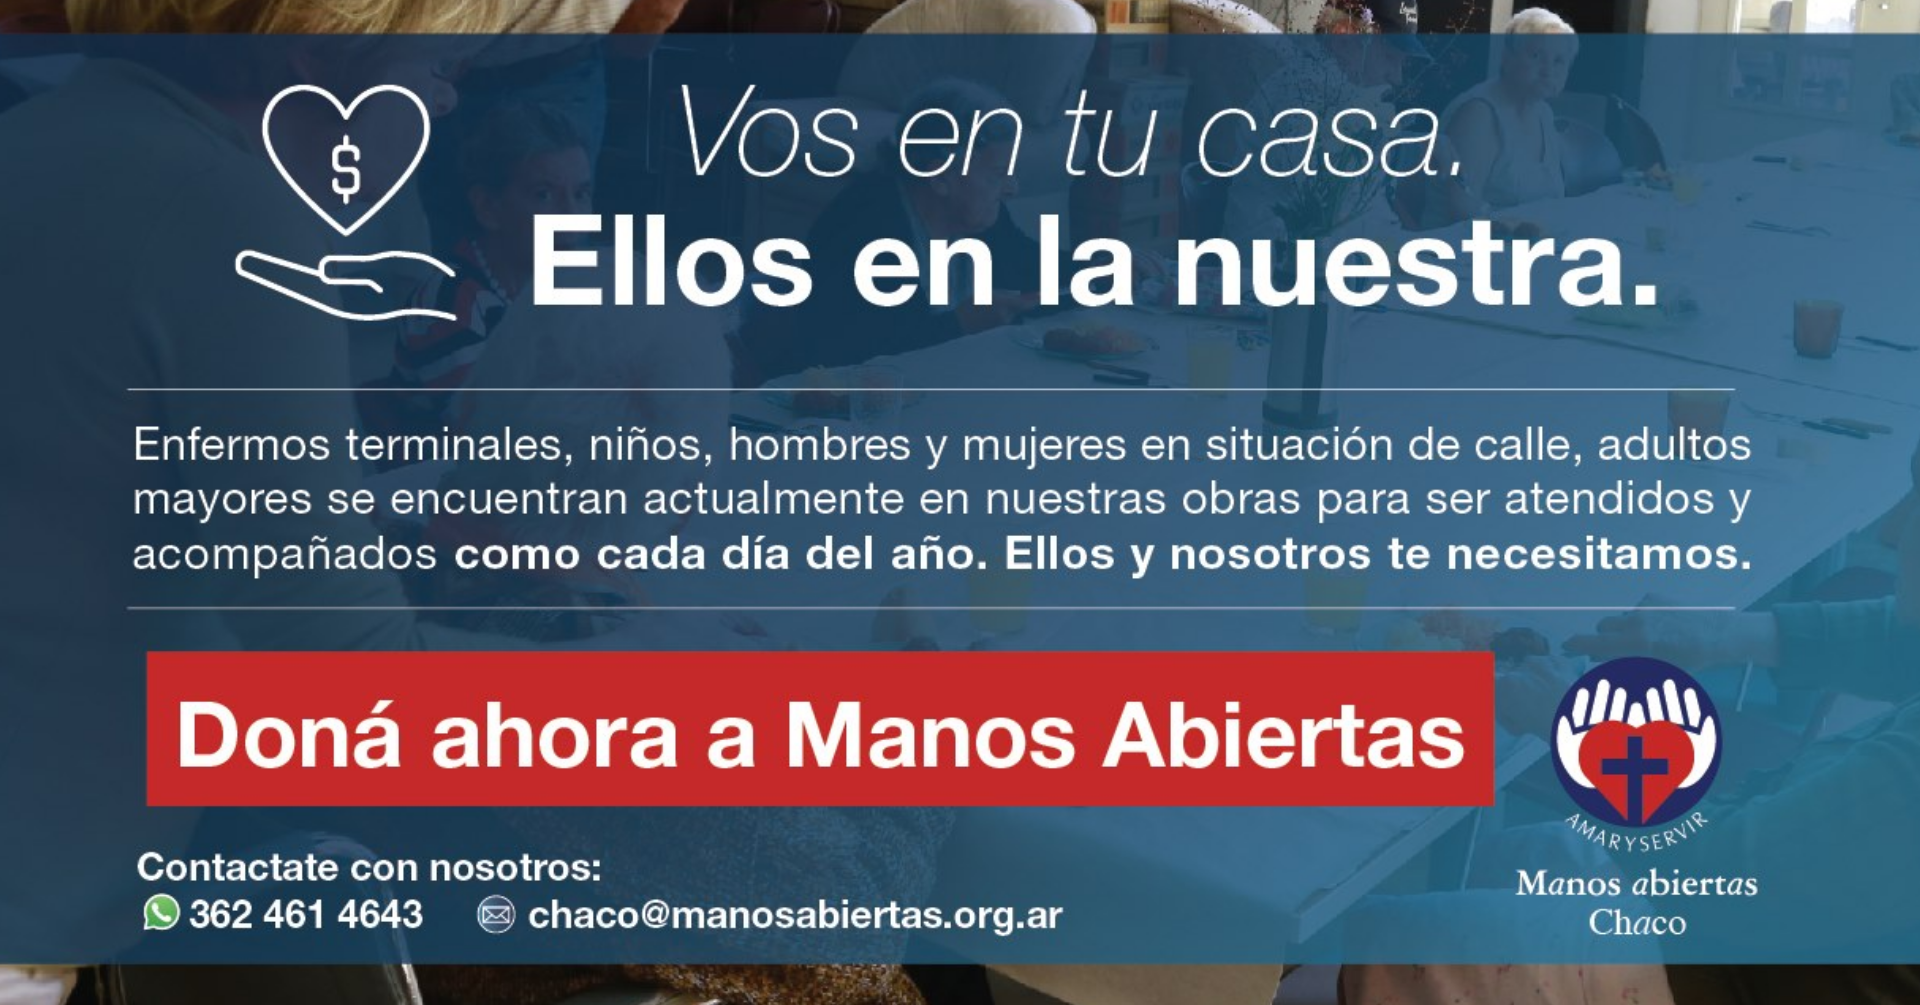 Vos en tu casa.
Ellos en la nuestra.
$
Enfermos terminales, niños, hombres y mujeres en situación de calle, adultos
mayores se encuentran actualmente en nuestras obras para ser atendidos y
acompañados como cada día del año. Ellos y nosotros te necesitamos.
Doná ahora a Manos Abiertas
Contactate con nosotros:
362 461 4643 chaco@manosabiertas.org.ar
AMARYSERVIR
Manos abiertas
Chaco